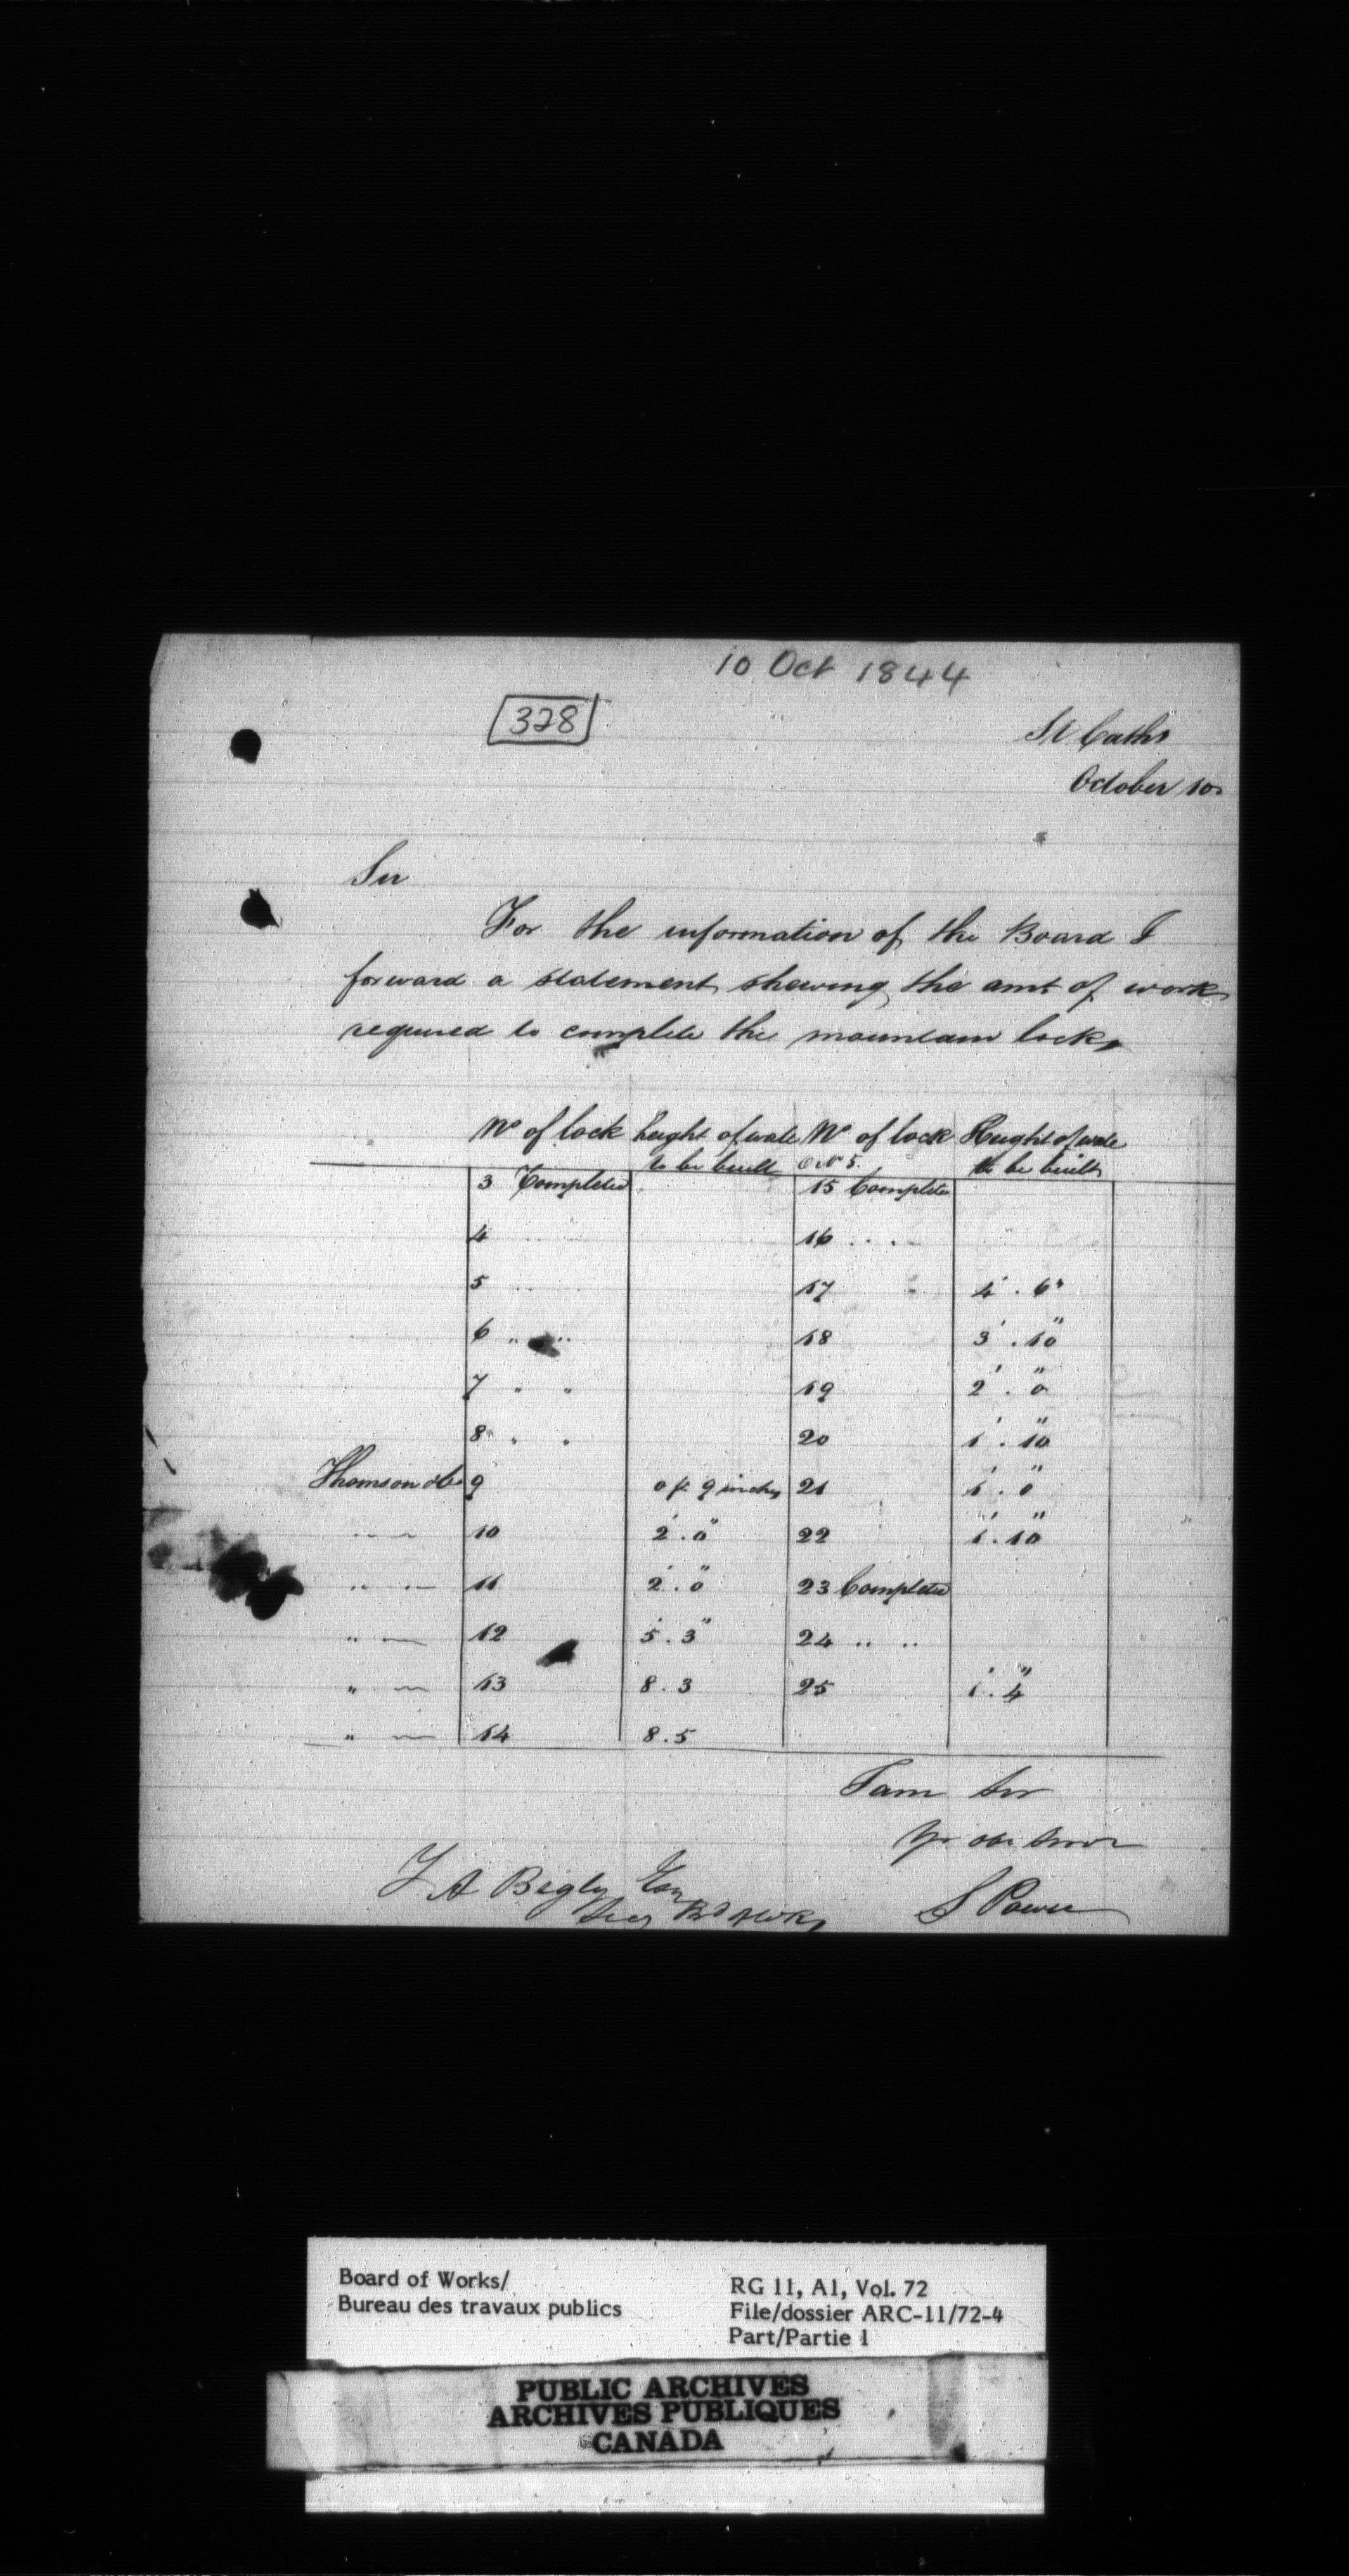 10 Oct 1844
328
St Caths
October 10
Sir
For the information of the Board I
forward a statement shewing the amt of work
required to complete the mountain locks
No of lock height of walls No of lock Height of walls
to be built to be built
3 Completed 15 Complete
4 .. .. 16 .. ..
5 .. .. 17 4' . 6"
6 .. .. 18 3' . 10"
7 " " 19 2' . 0"
8 " " 20 1' . 10"
Thomson 9 0 ft 9 inches 21 1' . 0"
" " 10 2' . 0" 22 1' . 10"
" " 11 2' . 0" 23 Completed
" " 12 5' . 3" 24 .. ..
" " 13 8 . 3 25 1' . 4"
" " 14 8 . 5
I am Sir
Yr obt Servt
T A Begly Esq
Secy Bd Wks S Power
Board of Works/
Bureau des travaux publics
RG 11, A1, Vol. 72
File/dossier ARC-11/72-4
Part/Partie 1
PUBLIC ARCHIVES
ARCHIVES PUBLIQUES
CANADA